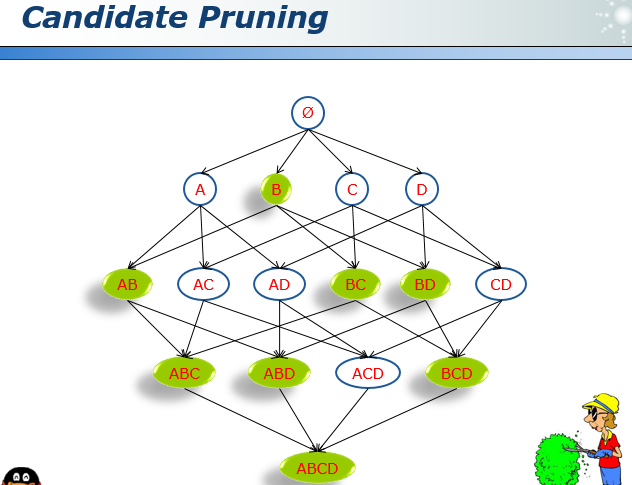 Candidate Pruning
Ø
A B C D
AB AC AD BC BD CD
ABC ABD ACD BCD
ABCD